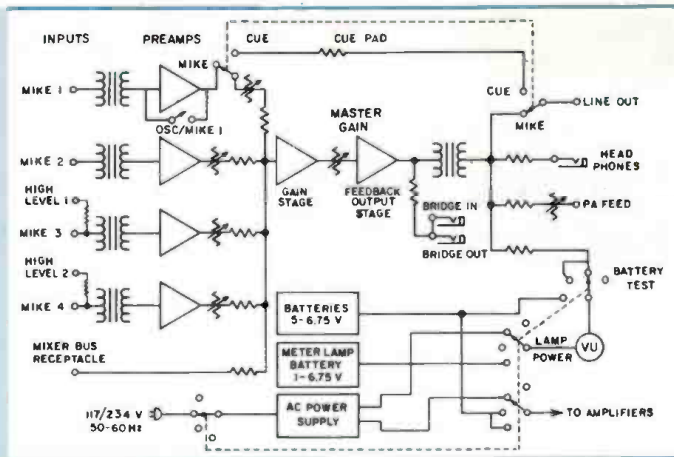 INPUTS
PREAMPS
CUE
CUE PAD
MIKE
CUE
LINE OUT
MIKE 1
OSC/MIKE 1
MIKE
MASTER
GAIN
MIKE 2
HEAD
PHONES
GAIN
STAGE
FEEDBACK
OUTPUT
STAGE
HIGH
LEVEL 1
MIKE 3
BRIDGE IN
BRIDGE OUT
PA FEED
HIGH
LEVEL 2
MIKE 4
BATTERY
TEST
BATTERIES
5-6.75 V
MIXER BUS
RECEPTACLE
METER LAMP
BATTERY
1-6.75 V
LAMP
POWER
VU
117/234 V
50-60 Hz
AC POWER
SUPPLY
TO AMPLIFIERS